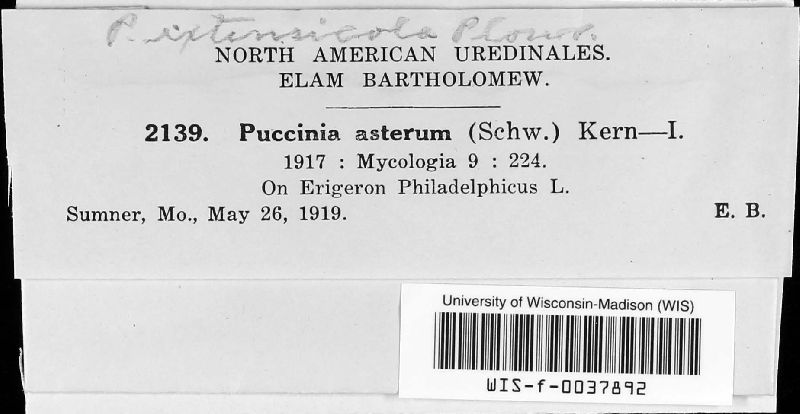 P. extensicola Plowr.
NORTH AMERICAN UREDINALES.
ELAM BARTHOLOMEW.
2139. Puccinia asterum (Schw.) Kern—I.
1917 : Mycologia 9 : 224.
On Erigeron Philadelphicus L.
Sumner, Mo., May 26, 1919. E. B.
University of Wisconsin-Madison (WIS)
WIS-f-0037892